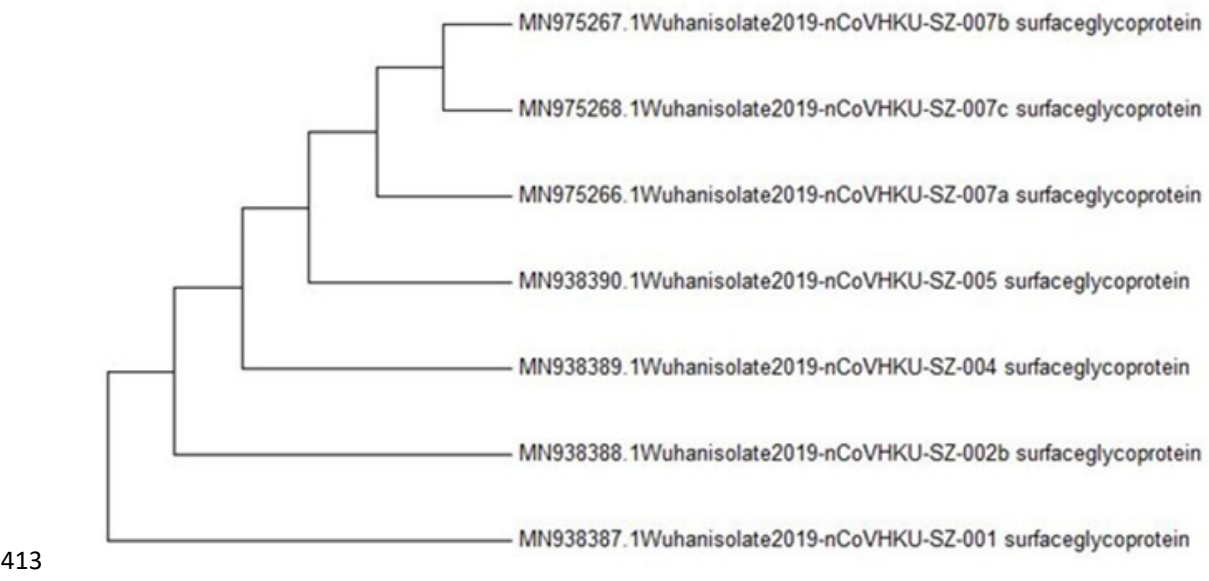 MN975267.1Wuhanisolate2019-nCoVHKU-SZ-007b surfaceglycoprotein
MN975268.1Wuhanisolate2019-nCoVHKU-SZ-007c surfaceglycoprotein
MN975266.1Wuhanisolate2019-nCoVHKU-SZ-007a surfaceglycoprotein
MN938390.1Wuhanisolate2019-nCoVHKU-SZ-005 surfaceglycoprotein
MN938389.1Wuhanisolate2019-nCoVHKU-SZ-004 surfaceglycoprotein
MN938388.1Wuhanisolate2019-nCoVHKU-SZ-002b surfaceglycoprotein
MN938387.1Wuhanisolate2019-nCoVHKU-SZ-001 surfaceglycoprotein
413